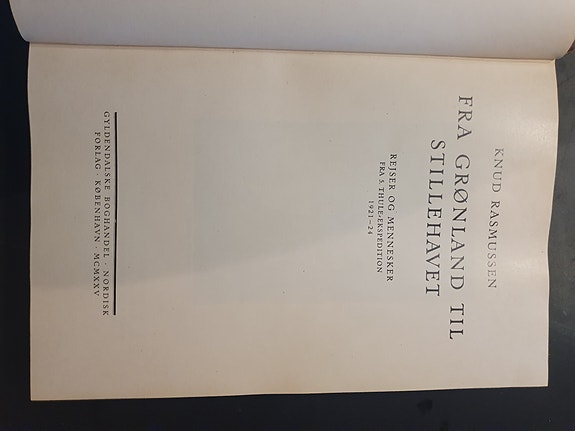 KNUD RASMUSSEN
FRA GRØNLAND TIL
STILLEHAVET
REJSER OG MENNESKER
FRA 5. THULE-EKSPEDITION
1921-24
GYLDENDALSKE BOGHANDEL · NORDISK
FORLAG · KØBENHAVN · MCMXXV